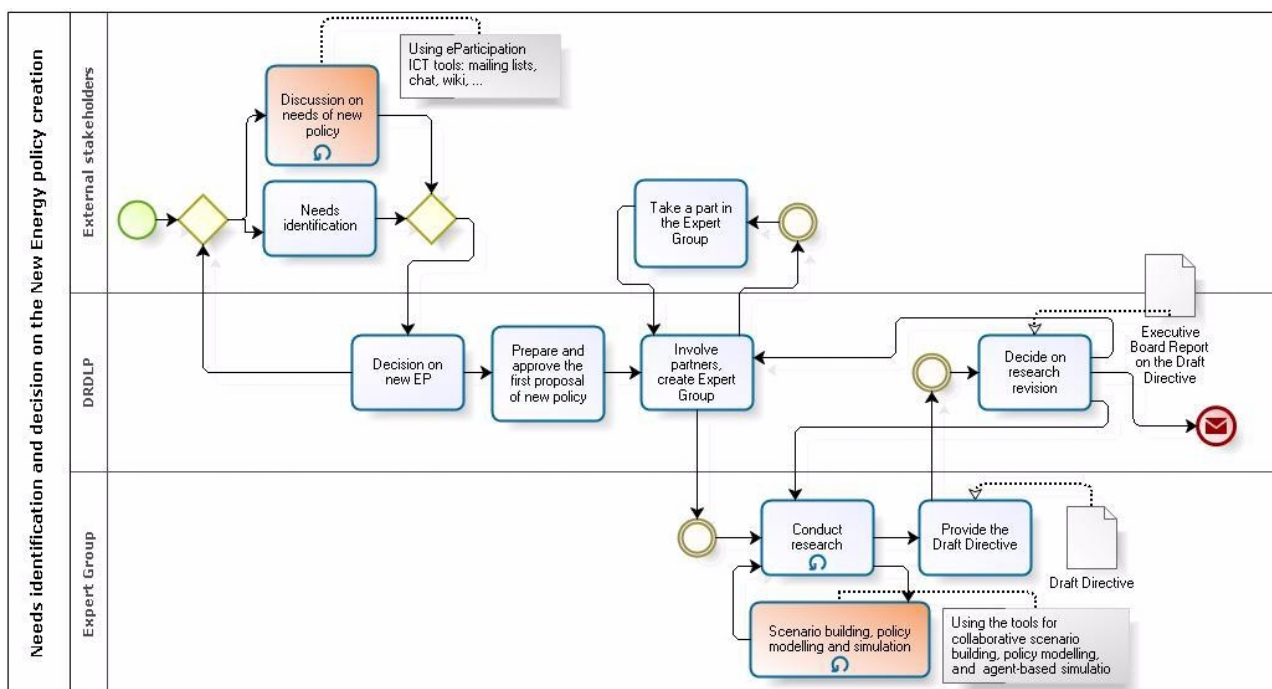 Needs identification and decision on the New Energy policy creation
External stakeholders
Using eParticipation
ICT tools: mailing lists,
chat, wiki, ...
Discussion on
needs of new
policy
Needs
identification
Take a part in
the Expert
Group
DRDLP
Decision on
new EP
Prepare and
approve the
first proposal
of new policy
Involve
partners,
create Expert
Group
Decide on
research
revision
Executive
Board Report
on the Draft
Directive
Expert Group
Conduct
research
Provide the
Draft Directive
Draft Directive
Scenario building, policy
modelling and simulation
Using the tools for
collaborative scenario
building, policy modelling,
and agent-based simulatio